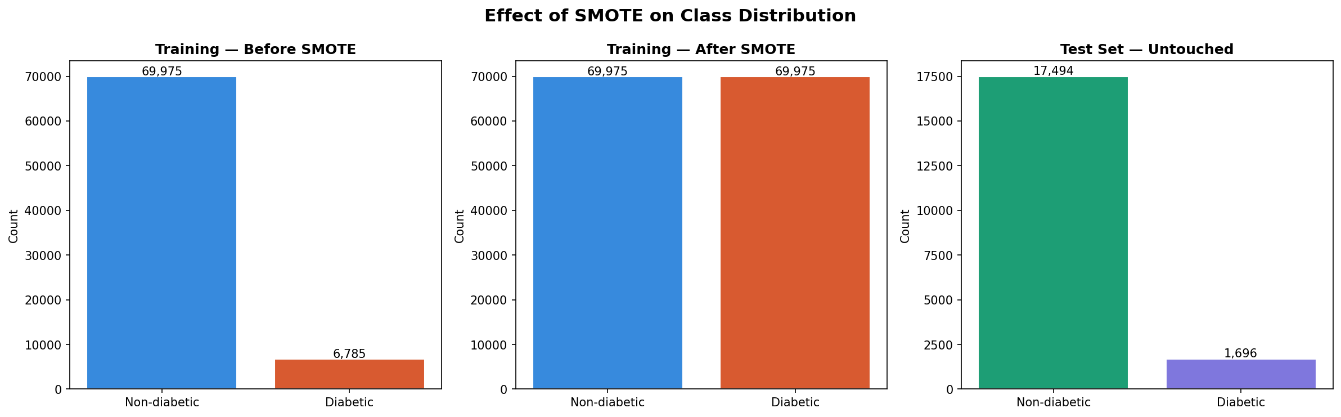 Effect of SMOTE on Class Distribution
Training — Before SMOTE
Count
70000
60000
50000
40000
30000
20000
10000
0
69,975
6,785
Non-diabetic
Diabetic
Training — After SMOTE
Count
70000
60000
50000
40000
30000
20000
10000
0
69,975
69,975
Non-diabetic
Diabetic
Test Set — Untouched
Count
17500
15000
12500
10000
7500
5000
2500
0
17,494
1,696
Non-diabetic
Diabetic